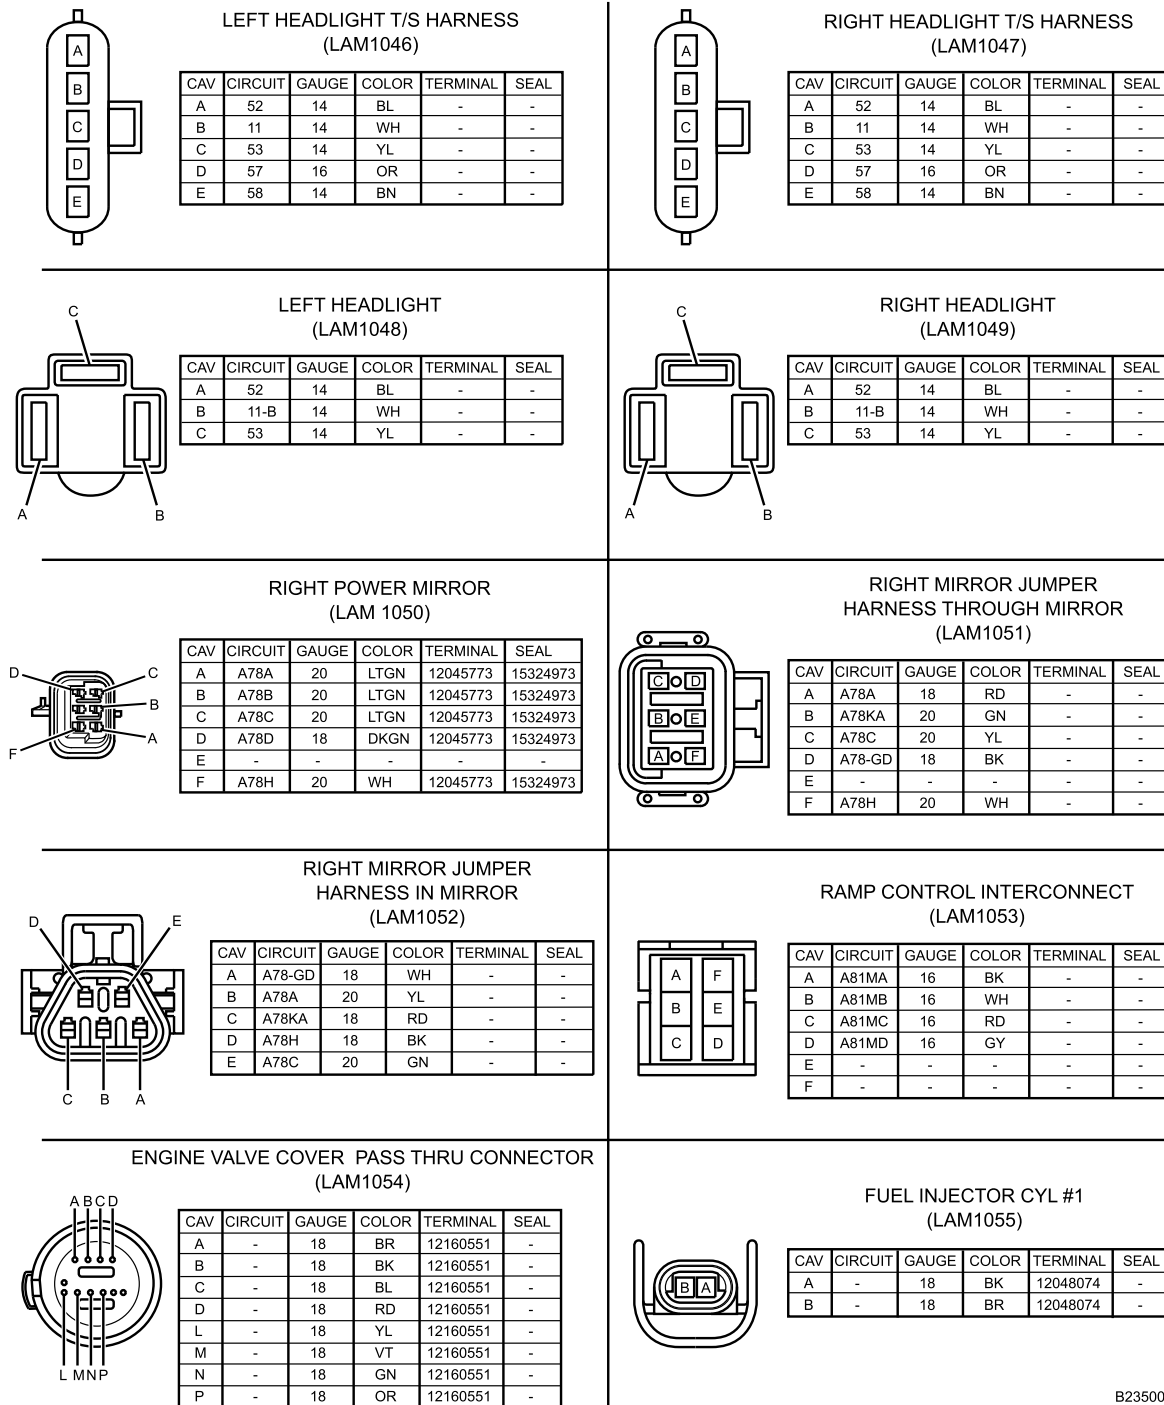 LEFT HEADLIGHT T/S HARNESS
(LAM1046)
A
B
C
D
E
CAV CIRCUIT GAUGE COLOR TERMINAL SEAL
A 52 14 BL - -
B 11 14 WH - -
C 53 14 YL - -
D 57 16 OR - -
E 58 14 BN - -
RIGHT HEADLIGHT T/S HARNESS
(LAM1047)
A
B
C
D
E
CAV CIRCUIT GAUGE COLOR TERMINAL SEAL
A 52 14 BL - -
B 11 14 WH - -
C 53 14 YL - -
D 57 16 OR - -
E 58 14 BN - -
LEFT HEADLIGHT
(LAM1048)
C
A B
CAV CIRCUIT GAUGE COLOR TERMINAL SEAL
A 52 14 BL - -
B 11-B 14 WH - -
C 53 14 YL - -
RIGHT HEADLIGHT
(LAM1049)
C
A B
CAV CIRCUIT GAUGE COLOR TERMINAL SEAL
A 52 14 BL - -
B 11-B 14 WH - -
C 53 14 YL - -
RIGHT POWER MIRROR
(LAM 1050)
D C
B
F A
CAV CIRCUIT GAUGE COLOR TERMINAL SEAL
A A78A 20 LTGN 12045773 15324973
B A78B 20 LTGN 12045773 15324973
C A78C 20 LTGN 12045773 15324973
D A78D 18 DKGN 12045773 15324973
E - - - - -
F A78H 20 WH 12045773 15324973
RIGHT MIRROR JUMPER
HARNESS THROUGH MIRROR
(LAM1051)
C D
B E
A F
CAV CIRCUIT GAUGE COLOR TERMINAL SEAL
A A78A 18 RD - -
B A78KA 20 GN - -
C A78C 20 YL - -
D A78-GD 18 BK - -
E - - - - -
F A78H 20 WH - -
RIGHT MIRROR JUMPER
HARNESS IN MIRROR
(LAM1052)
D E
C B A
CAV CIRCUIT GAUGE COLOR TERMINAL SEAL
A A78-GD 18 WH - -
B A78A 20 YL - -
C A78KA 18 RD - -
D A78H 18 BK - -
E A78C 20 GN - -
RAMP CONTROL INTERCONNECT
(LAM1053)
A F
B E
C D
CAV CIRCUIT GAUGE COLOR TERMINAL SEAL
A A81MA 16 BK - -
B A81MB 16 WH - -
C A81MC 16 RD - -
D A81MD 16 GY - -
E - - - - -
F - - - - -
ENGINE VALVE COVER PASS THRU CONNECTOR
(LAM1054)
A B C D
L M N P
CAV CIRCUIT GAUGE COLOR TERMINAL SEAL
A - 18 BR 12160551 -
B - 18 BK 12160551 -
C - 18 BL 12160551 -
D - 18 RD 12160551 -
L - 18 YL 12160551 -
M - 18 VT 12160551 -
N - 18 GN 12160551 -
P - 18 OR 12160551 -
FUEL INJECTOR CYL #1
(LAM1055)
B A
CAV CIRCUIT GAUGE COLOR TERMINAL SEAL
A - 18 BK 12048074 -
B - 18 BR 12048074 -
B23500